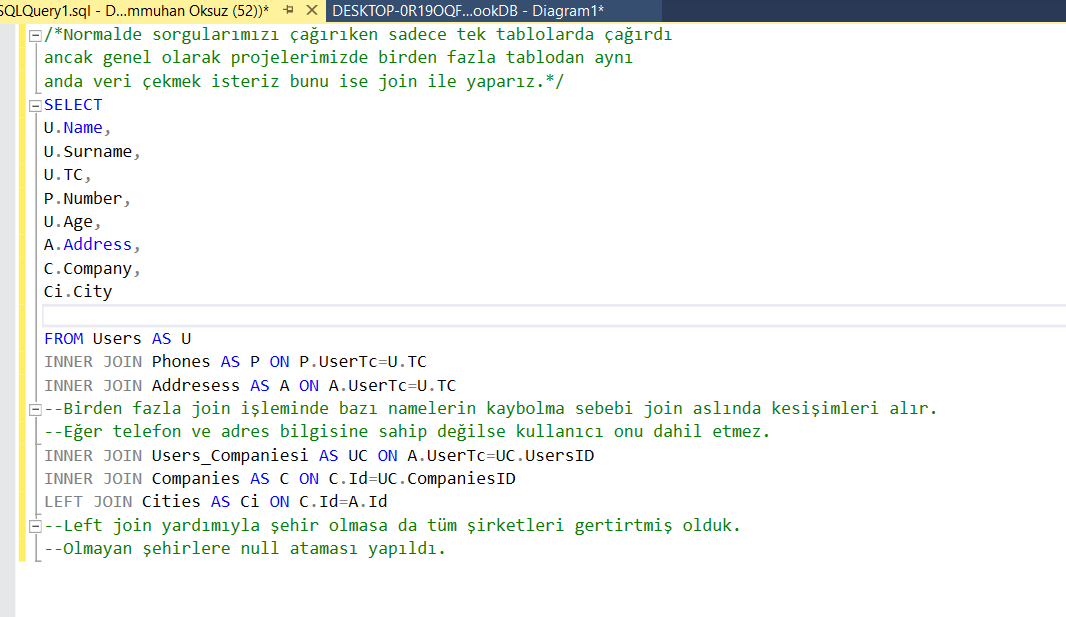 SQLQuery1.sql - D...mmuhan Oksuz (52))* DESKTOP-0R19OQF...ookDB - Diagram1*
/*Normalde sorgularımızı çağırıken sadece tek tablolarda çağırdı
ancak genel olarak projelerimizde birden fazla tablodan aynı
anda veri çekmek isteriz bunu ise join ile yaparız.*/
SELECT
U.Name,
U.Surname,
U.TC,
P.Number,
U.Age,
A.Address,
C.Company,
Ci.City
FROM Users AS U
INNER JOIN Phones AS P ON P.UserTc=U.TC
INNER JOIN Addresess AS A ON A.UserTc=U.TC
--Birden fazla join işleminde bazı namelerin kaybolma sebebi join aslında kesişimleri alır.
--Eğer telefon ve adres bilgisine sahip değilse kullanıcı onu dahil etmez.
INNER JOIN Users_Companiesi AS UC ON A.UserTc=UC.UsersID
INNER JOIN Companies AS C ON C.Id=UC.CompaniesID
LEFT JOIN Cities AS Ci ON C.Id=A.Id
--Left join yardımıyla şehir olmasa da tüm şirketleri gertirtmiş olduk.
--Olmayan şehirlere null ataması yapıldı.